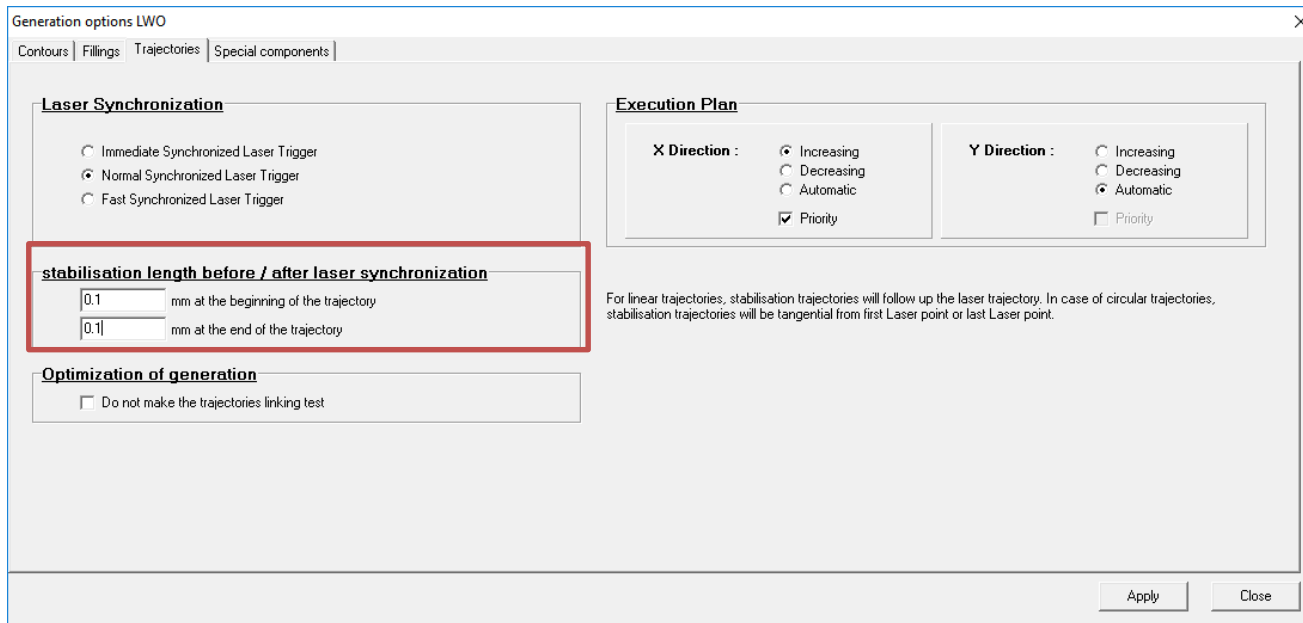 Generation options LWO
Contours
Fillings
Trajectories
Special components
Laser Synchronization
Immediate Synchronized Laser Trigger
Normal Synchronized Laser Trigger
Fast Synchronized Laser Trigger
stabilisation length before / after laser synchronization
0.1 mm at the beginning of the trajectory
0.1 mm at the end of the trajectory
Optimization of generation
Do not make the trajectories linking test
Execution Plan
X Direction :
Increasing
Decreasing
Automatic
Priority
Y Direction :
Increasing
Decreasing
Automatic
Priority
For linear trajectories, stabilisation trajectories will follow up the laser trajectory. In case of circular trajectories,
stabilisation trajectories will be tangential from first Laser point or last Laser point.
Apply
Close